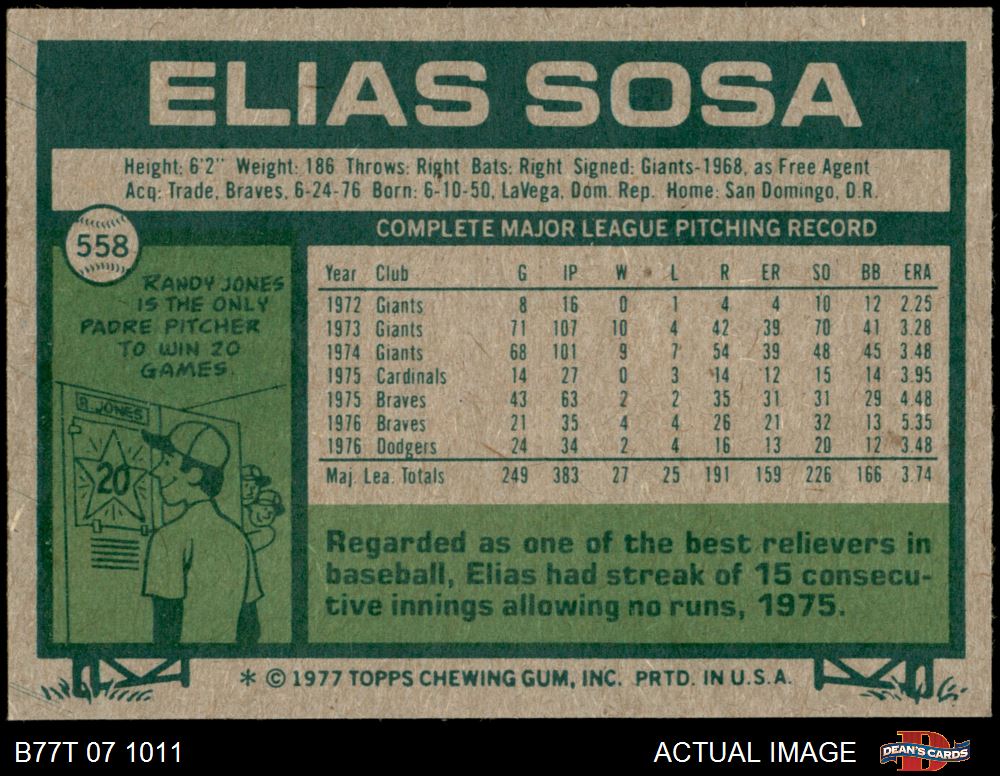 ELIAS SOSA
Height: 6'2" Weight: 186 Throws: Right Bats: Right Signed: Giants-1968, as Free Agent
Acq: Trade, Braves, 6-24-76 Born: 6-10-50, LaVega, Dom. Rep. Home: San Domingo, D.R.
558
COMPLETE MAJOR LEAGUE PITCHING RECORD
RANDY JONES
IS THE ONLY
PADRE PITCHER
TO WIN 20
GAMES.
R. JONES
20
Year Club G IP W L R ER SO BB ERA
1972 Giants 8 16 0 1 4 4 10 12 2.25
1973 Giants 71 107 10 4 42 39 70 41 3.28
1974 Giants 68 101 9 7 54 39 48 45 3.48
1975 Cardinals 14 27 0 3 14 12 15 14 3.95
1975 Braves 43 63 2 2 35 31 31 29 4.48
1976 Braves 21 35 4 4 26 21 32 13 5.35
1976 Dodgers 24 34 2 4 16 13 20 12 3.48
Maj. Lea. Totals 249 383 27 25 191 159 226 166 3.74
Regarded as one of the best relievers in
baseball, Elias had streak of 15 consecu-
tive innings allowing no runs, 1975.
* © 1977 TOPPS CHEWING GUM, INC. PRTD. IN U.S.A.
B77T 07 1011
ACTUAL IMAGE
DEAN'S CARDS